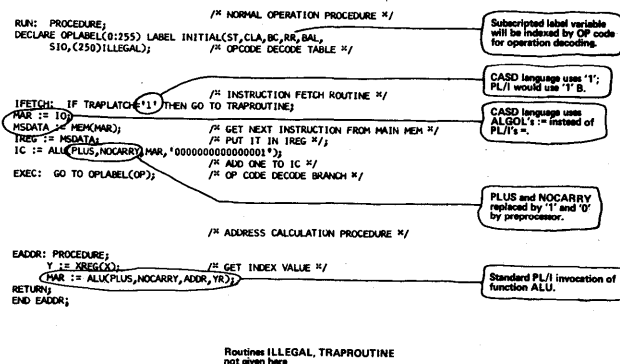 /* NORMAL OPERATION PROCEDURE */
RUN: PROCEDURE;
DECLARE OPLABEL(0:255) LABEL INITIAL(ST,CLA,BC,RR,BAL,
SIO,(250)ILLEGAL); /* OPCODE DECODE TABLE */
Subscripted label variable
will be indexed by OP code
for operation decoding.
/* INSTRUCTION FETCH ROUTINE */
IFETCH: IF TRAPLATCH='1' THEN GO TO TRAPROUTINE;
CASD language uses '1';
PL/I would use '1' B.
MAR := IC;
MSDATA := MEM(MAR); /* GET NEXT INSTRUCTION FROM MAIN MEM */
IREG := MSDATA; /* PUT IT IN IREG */;
IC := ALU(PLUS,NOCARRY,MAR,'0000000000000001');
/* ADD ONE TO IC */
EXEC: GO TO OPLABEL(OP); /* OP CODE DECODE BRANCH */
CASD language uses
ALGOL's := instead of
PL/I's =.
PLUS and NOCARRY
replaced by '1' and '0'
by preprocessor.
/* ADDRESS CALCULATION PROCEDURE */
EADDR: PROCEDURE;
Y := XREG(X); /* GET INDEX VALUE */
MAR := ALU(PLUS,NOCARRY,ADDR,YR);
RETURN;
END EADDR;
Standard PL/I invocation of
function ALU.
Routines ILLEGAL, TRAPROUTINE
not given here